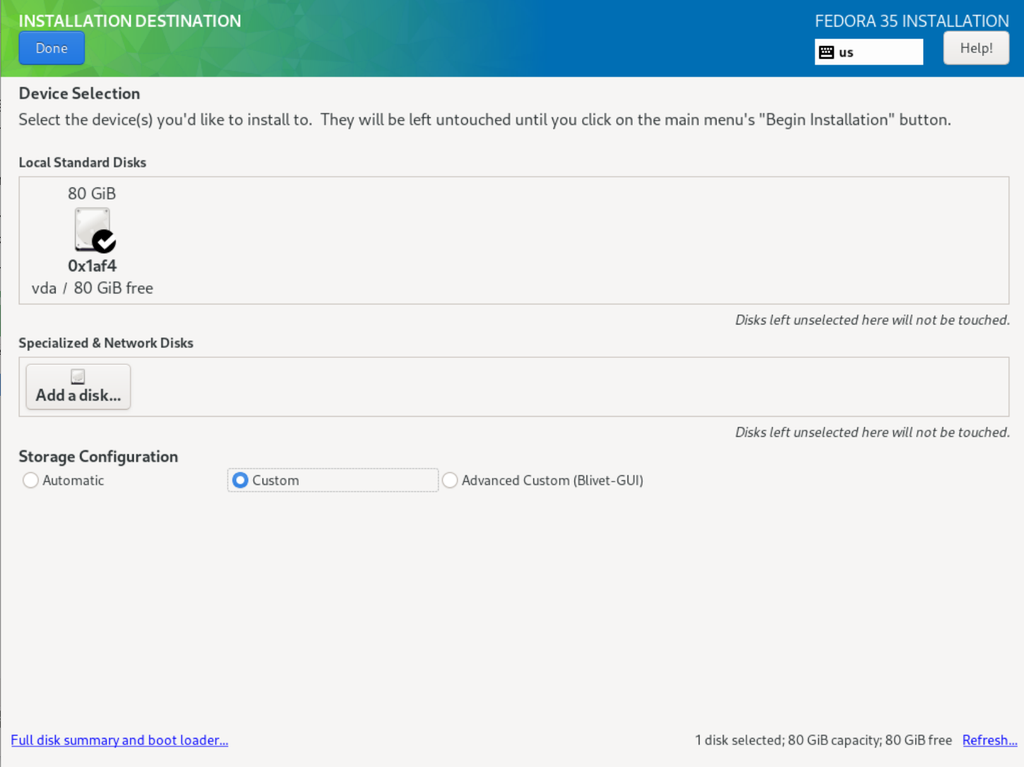 INSTALLATION DESTINATION
FEDORA 35 INSTALLATION
Done
us
Help!
Device Selection
Select the device(s) you'd like to install to.  They will be left untouched until you click on the main menu's "Begin Installation" button.
Local Standard Disks
80 GiB
0x1af4
vda / 80 GiB free
Disks left unselected here will not be touched.
Specialized & Network Disks
Add a disk...
Disks left unselected here will not be touched.
Storage Configuration
Automatic
Custom
Advanced Custom (Blivet-GUI)
Full disk summary and boot loader...
1 disk selected; 80 GiB capacity; 80 GiB free
Refresh...